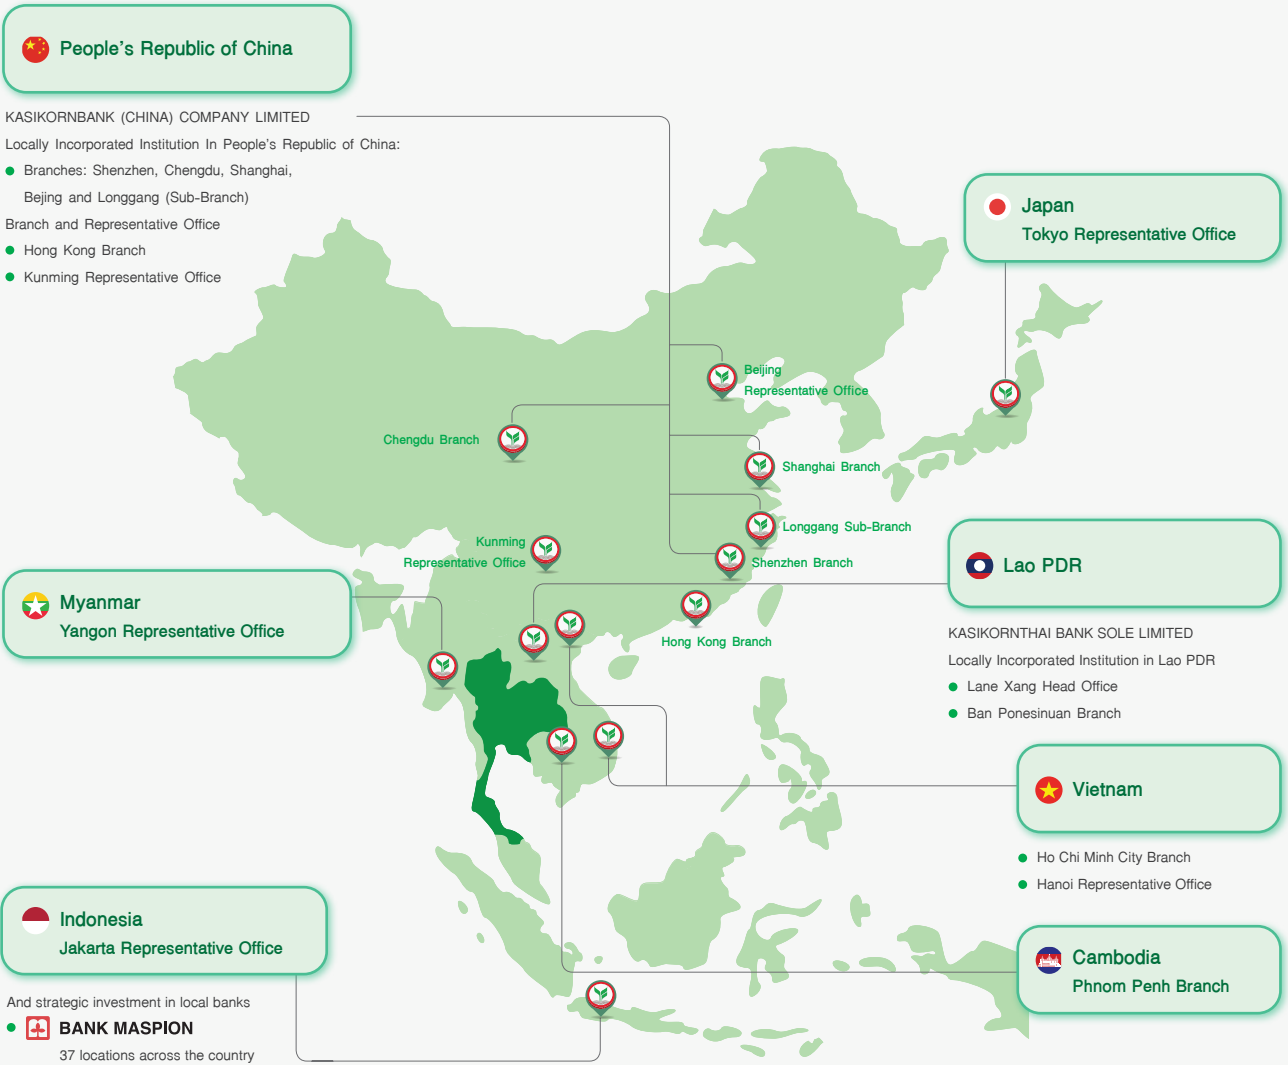 People's Republic of China
KASIKORNBANK (CHINA) COMPANY LIMITED
Locally Incorporated Institution In People's Republic of China:
Branches: Shenzhen, Chengdu, Shanghai,
Bejing and Longgang (Sub-Branch)
Branch and Representative Office
Hong Kong Branch
Kunming Representative Office
Japan
Tokyo Representative Office
Beijing
Representative Office
Chengdu Branch
Shanghai Branch
Longgang Sub-Branch
Kunming
Representative Office
Shenzhen Branch
Hong Kong Branch
Lao PDR
KASIKORNTHAI BANK SOLE LIMITED
Locally Incorporated Institution in Lao PDR
Lane Xang Head Office
Ban Ponesinuan Branch
Myanmar
Yangon Representative Office
Vietnam
Ho Chi Minh City Branch
Hanoi Representative Office
Indonesia
Jakarta Representative Office
And strategic investment in local banks
BANK MASPION
37 locations across the country
Cambodia
Phnom Penh Branch